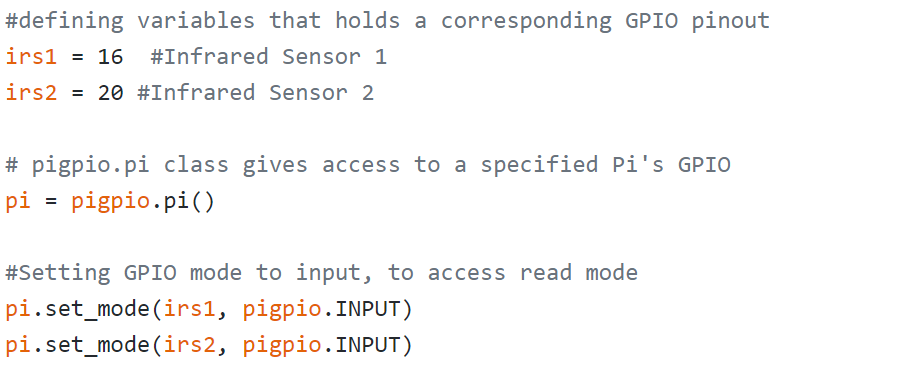 #defining variables that holds a corresponding GPIO pinout
irs1 = 16  #Infrared Sensor 1
irs2 = 20 #Infrared Sensor 2
# pigpio.pi class gives access to a specified Pi's GPIO
pi = pigpio.pi()
#Setting GPIO mode to input, to access read mode
pi.set_mode(irs1, pigpio.INPUT)
pi.set_mode(irs2, pigpio.INPUT)